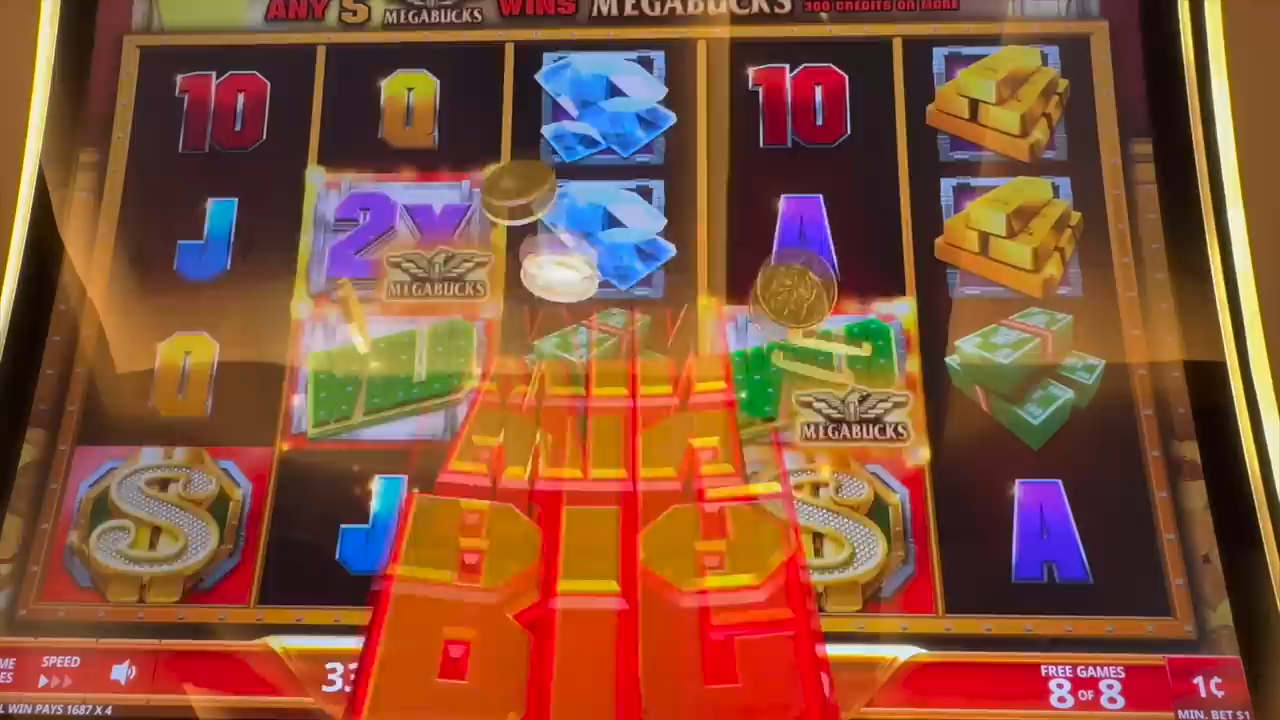 ANY 5 MEGABUCKS WINS MEGABUCKS 300 CREDITS OR MORE
10 Q 10
J 2X A
MEGABUCKS
Q
MEGABUCKS
$ J $ A
BIG
SPEED
33
FREE GAMES
8 OF 8
1¢
WIN PAYS 1687 X 4
MIN. BET $1